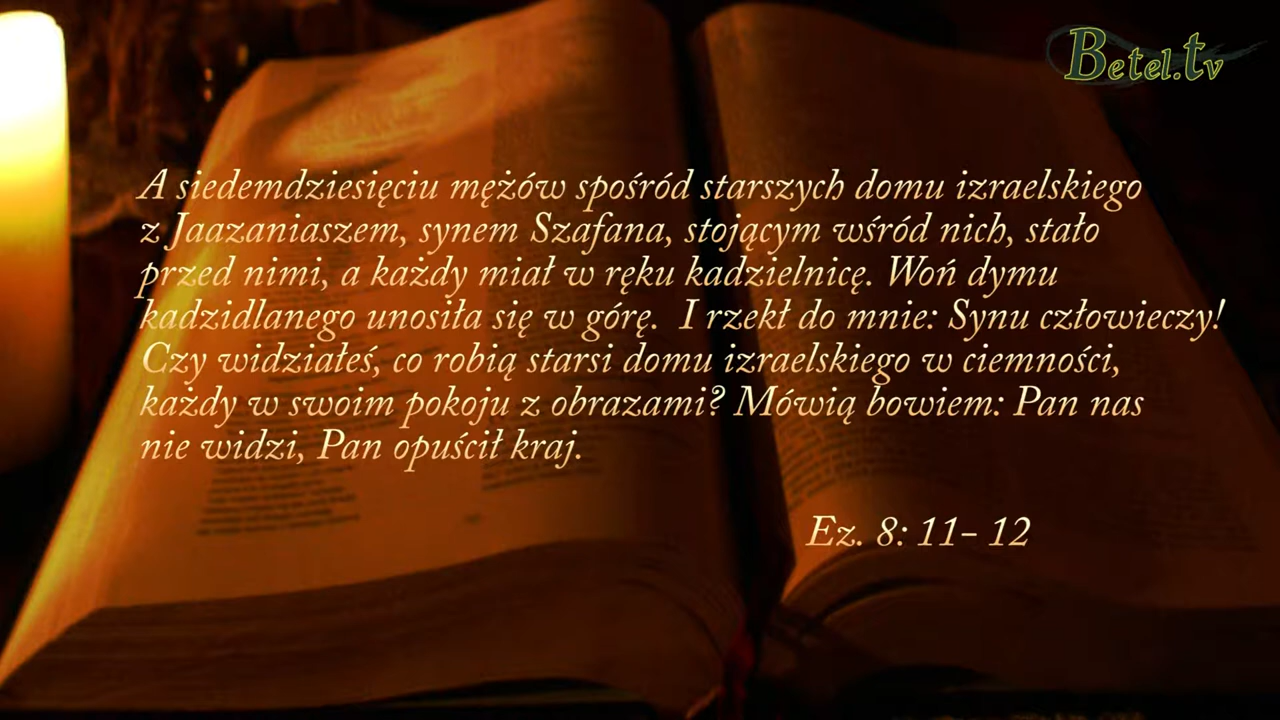 Betel.tv
A siedemdziesięciu mężów spośród starszych domu izraelskiego
z Jaazaniaszem, synem Szafana, stojącym wśród nich, stało
przed nimi, a każdy miał w ręku kadzielnicę. Woń dymu
kadzidlanego unosiła się w górę. I rzekł do mnie: Synu człowieczy!
Czy widziałeś, co robią starsi domu izraelskiego w ciemności,
każdy w swoim pokoju z obrazami? Mówią bowiem: Pan nas
nie widzi, Pan opuścił kraj.
Ez. 8: 11- 12